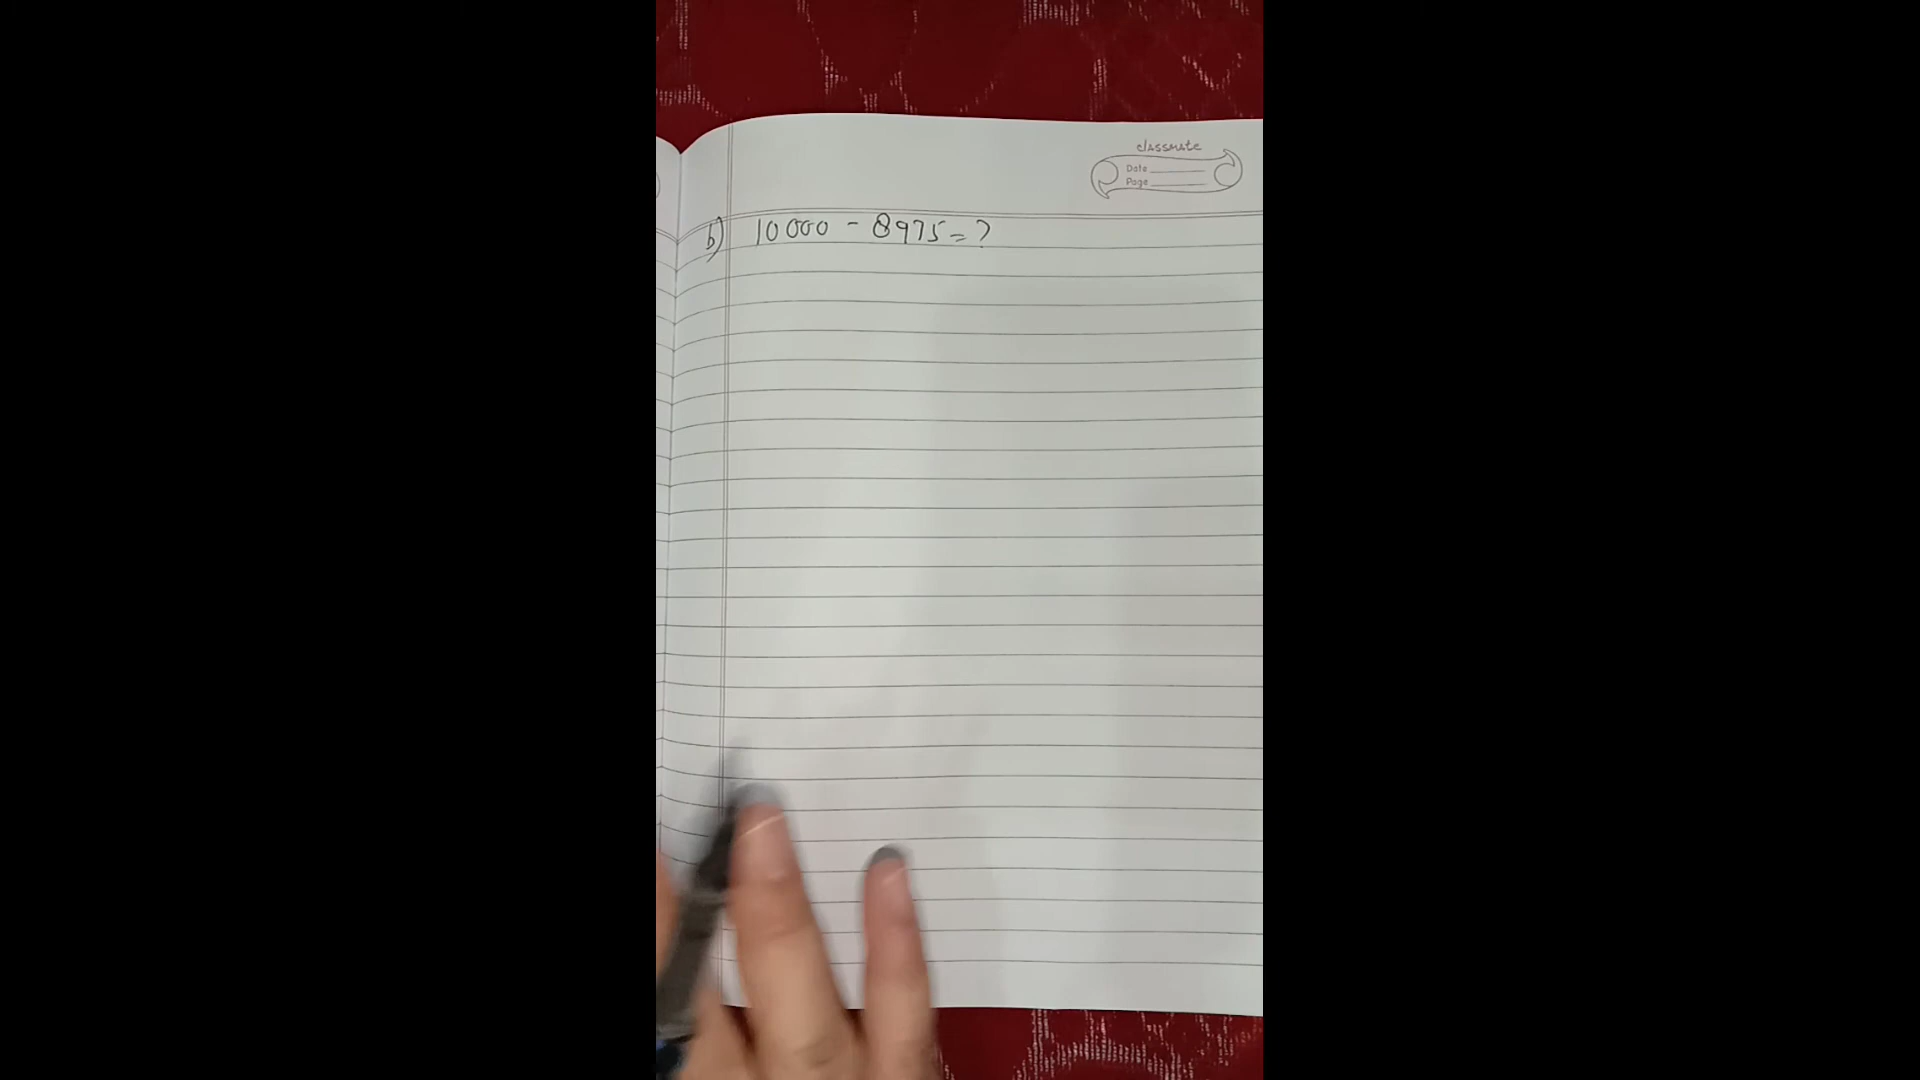 classmate
Date
Page
b) 10000 - 8975 = ?